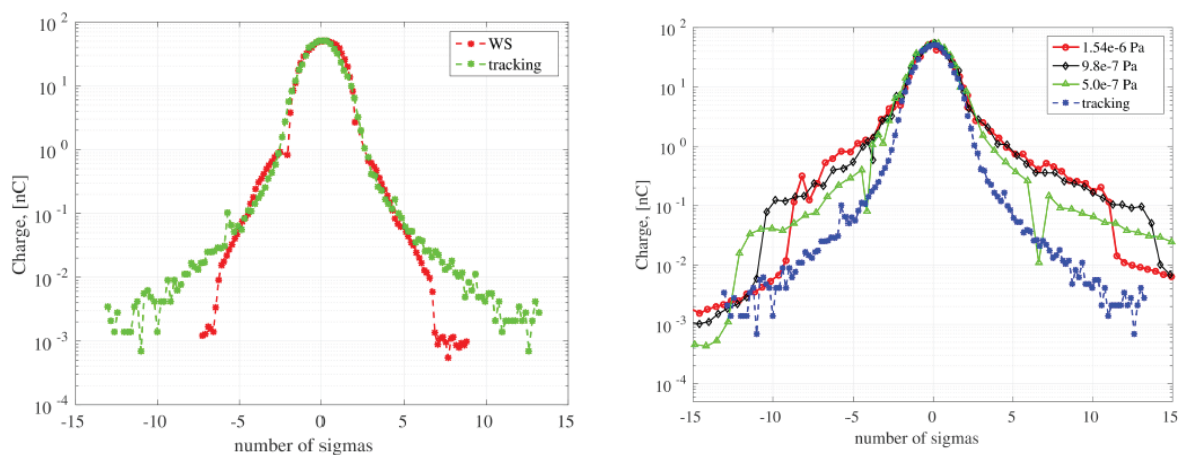 10^2
10^1
10^0
10^-1
10^-2
10^-3
10^-4
Charge, [nC]
-15 -10 -5 0 5 10 15
number of sigmas
WS
tracking
10^2
10^1
10^0
10^-1
10^-2
10^-3
10^-4
Charge, [nC]
-15 -10 -5 0 5 10 15
number of sigmas
1.54e-6 Pa
9.8e-7 Pa
5.0e-7 Pa
tracking